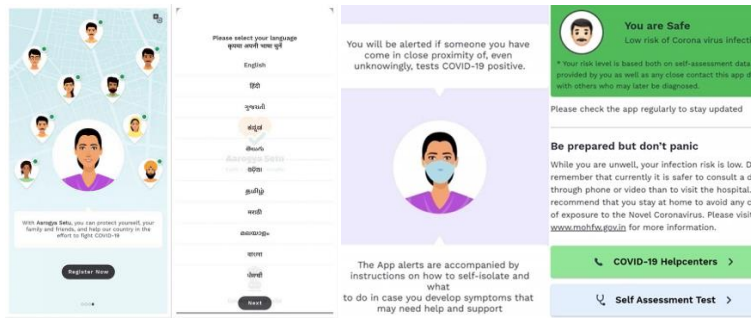 With Aarogya Setu, you can protect yourself, your
family and friends, and help our country in the
effort to fight COVID-19
Register Now
Please select your language
कृपया अपनी भाषा चुनें
English
हिंदी
ગુજરાતી
ಕನ್ನಡ
Aarogya Setu
தமிழ்
मराठी
മലയാളം
বাংলা
ਪੰਜਾਬੀ
Next
You will be alerted if someone you have
come in close proximity of, even
unknowingly, tests COVID-19 positive.
The App alerts are accompanied by
instructions on how to self-isolate and
what
to do in case you develop symptoms that
may need help and support
You are Safe
Low risk of Corona virus infecti
* Your risk level is based both on self-assessment data
provided by you as well as any close contact this app d
with others who may later be diagnosed.
Please check the app regularly to stay updated
Be prepared but don't panic
While you are unwell, your infection risk is low. D
remember that currently it is safer to consult a d
through phone or video than to visit the hospital.
recommend that you stay at home to avoid any c
of exposure to the Novel Coronavirus. Please visi
www.mohfw.gov.in for more information.
COVID-19 Helpcenters
Self Assessment Test